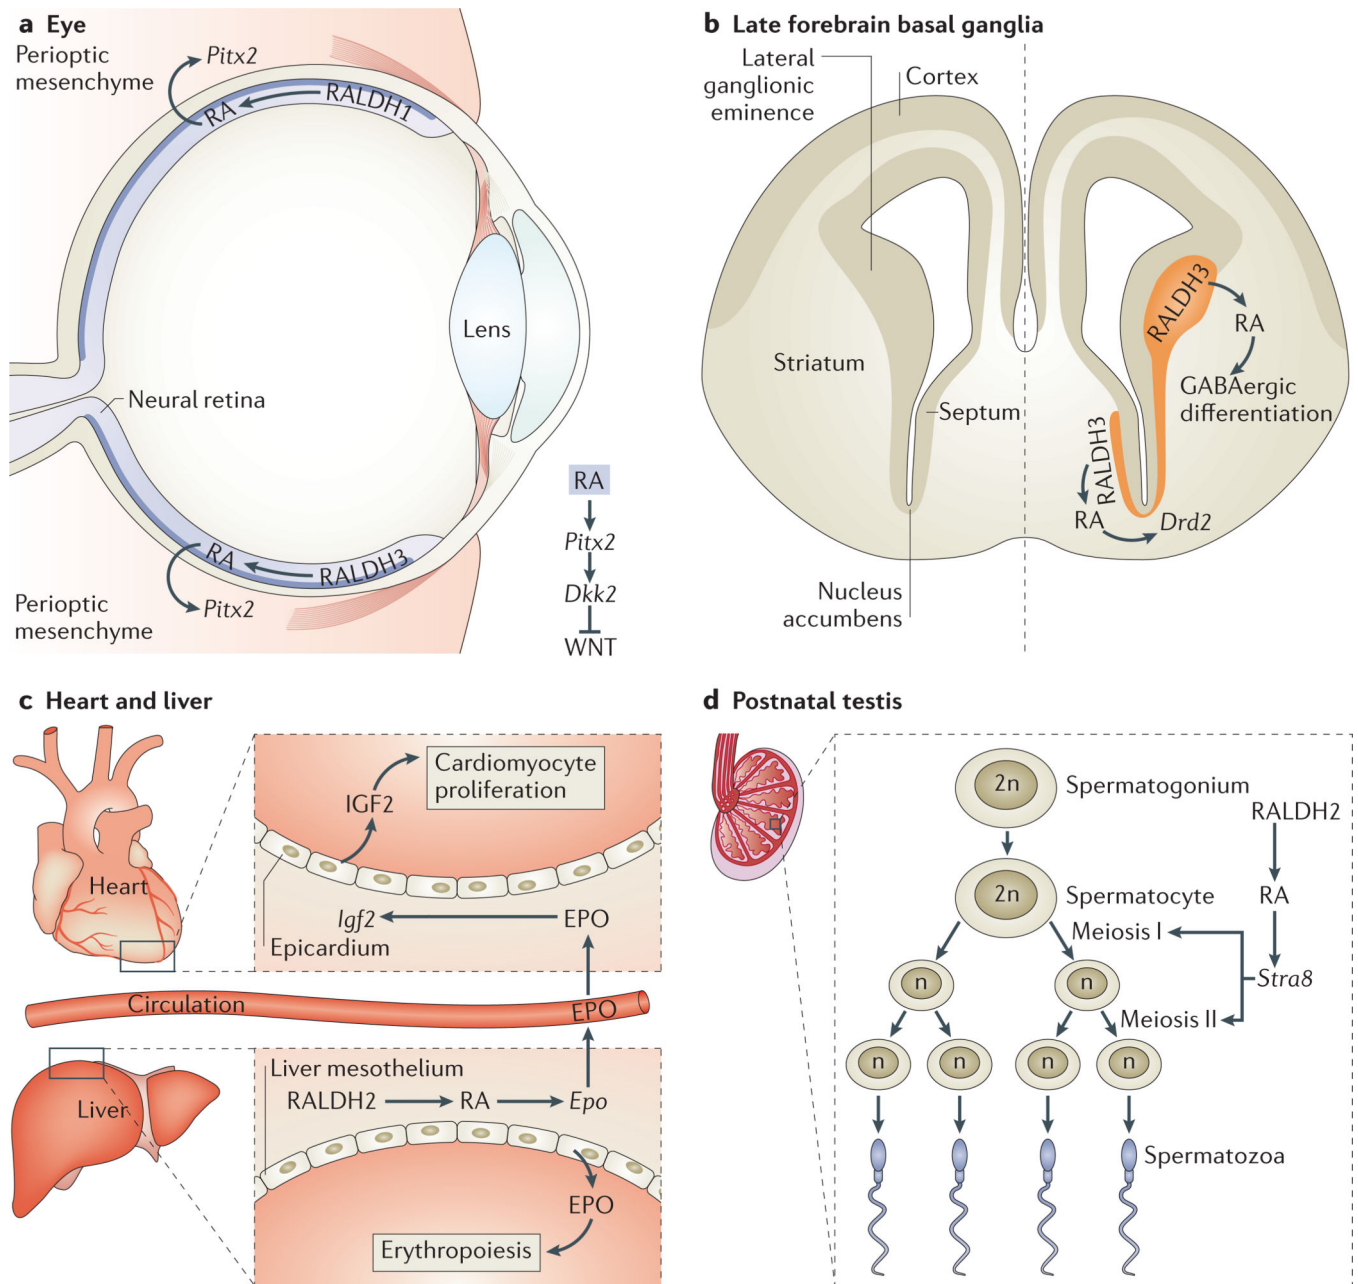 a Eye
Perioptic
mesenchyme
Pitx2
RA
RALDH1
Lens
Neural retina
RA
RALDH3
Pitx2
Perioptic
mesenchyme
RA
Pitx2
Dkk2
WNT
b Late forebrain basal ganglia
Lateral
ganglionic
eminence
Cortex
Striatum
Septum
RALDH3
RA
GABAergic
differentiation
RALDH3
RA
Drd2
Nucleus
accumbens
c Heart and liver
Heart
Cardiomyocyte
proliferation
IGF2
Igf2
EPO
Epicardium
Circulation
EPO
Liver
Liver mesothelium
RALDH2
RA
Epo
EPO
Erythropoiesis
d Postnatal testis
2n
Spermatogonium
RALDH2
2n
Spermatocyte
RA
Meiosis I
n
n
Stra8
Meiosis II
n
n
n
n
Spermatozoa